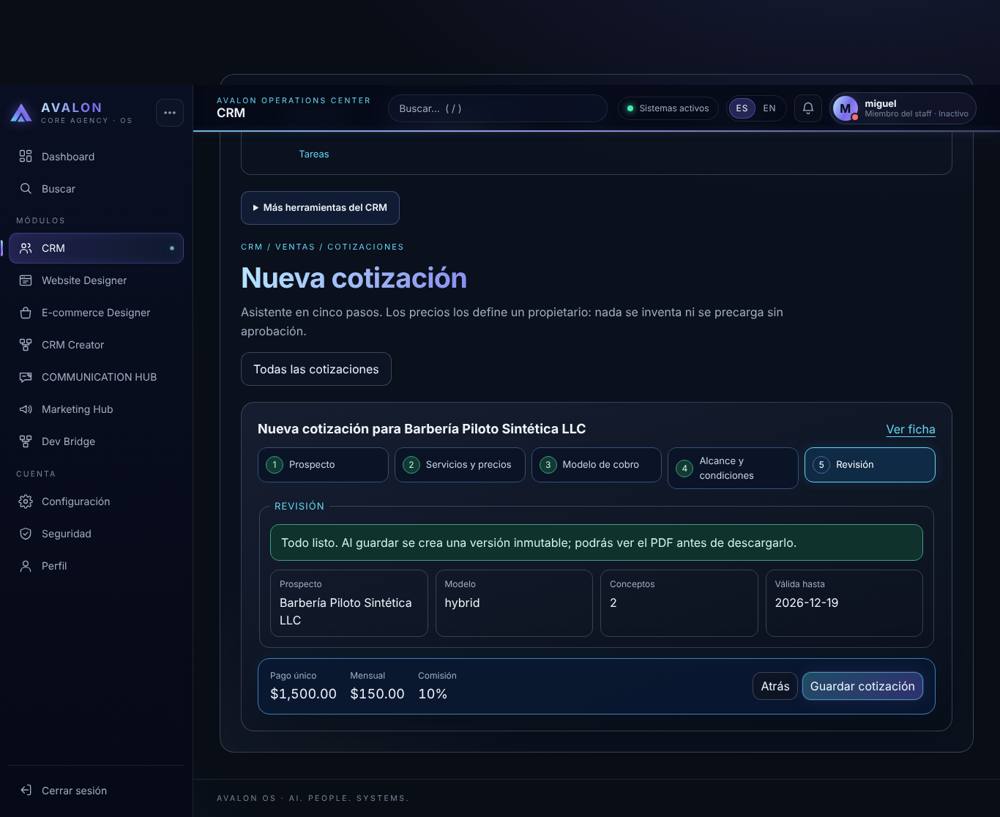 AVALON
CORE AGENCY · OS
Dashboard
Buscar
MÓDULOS
CRM
Website Designer
E-commerce Designer
CRM Creator
COMMUNICATION HUB
Marketing Hub
Dev Bridge
CUENTA
Configuración
Seguridad
Perfil
Cerrar sesión
AVALON OPERATIONS CENTER
CRM
Buscar... ( / )
Sistemas activos
ES EN
M
miguel
Miembro del staff · Inactivo
Tareas
Más herramientas del CRM
CRM / VENTAS / COTIZACIONES
Nueva cotización
Asistente en cinco pasos. Los precios los define un propietario: nada se inventa ni se precarga sin
aprobación.
Todas las cotizaciones
Nueva cotización para Barbería Piloto Sintética LLC
Ver ficha
1 Prospecto
2 Servicios y precios
3 Modelo de cobro
4 Alcance y
condiciones
5 Revisión
REVISIÓN
Todo listo. Al guardar se crea una versión inmutable; podrás ver el PDF antes de descargarlo.
Prospecto
Barbería Piloto Sintética
LLC
Modelo
hybrid
Conceptos
2
Válida hasta
2026-12-19
Pago único
$1,500.00
Mensual
$150.00
Comisión
10%
Atrás
Guardar cotización
AVALON OS · AI. PEOPLE. SYSTEMS.